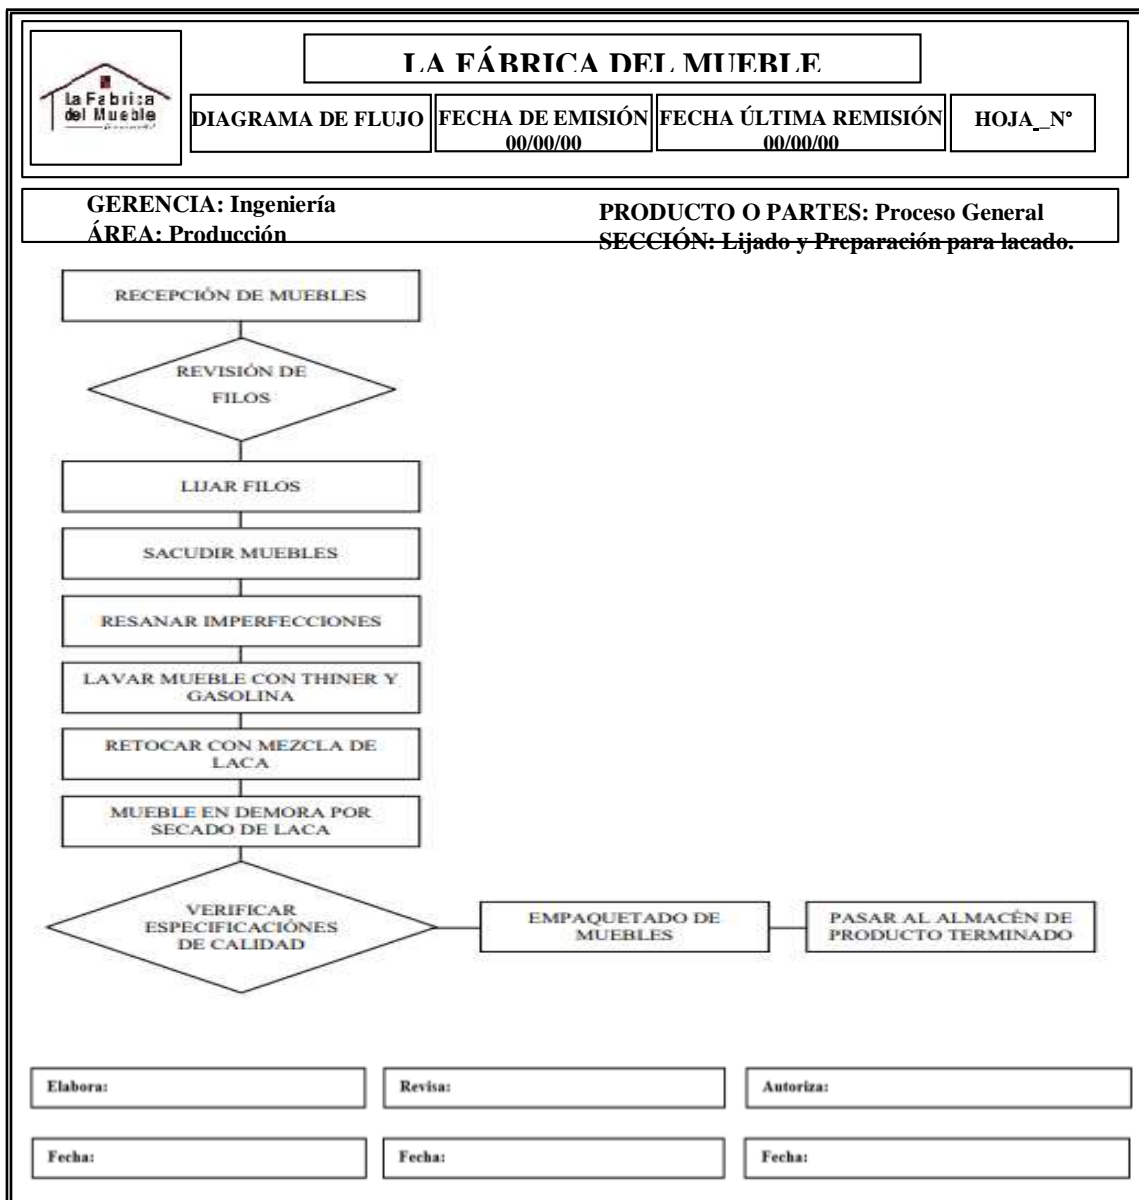 LA FÁBRICA DEL MUEBLE
La Fabrica
del Mueble
DIAGRAMA DE FLUJO
FECHA DE EMISIÓN
00/00/00
FECHA ÚLTIMA REMISIÓN
00/00/00
HOJA_N°
GERENCIA: Ingeniería
ÁREA: Producción
PRODUCTO O PARTES: Proceso General
SECCIÓN: Lijado y Preparación para lacado.
RECEPCIÓN DE MUEBLES
REVISIÓN DE
FILOS
LIJAR FILOS
SACUDIR MUEBLES
RESANAR IMPERFECCIONES
LAVAR MUEBLE CON THINER Y
GASOLINA
RETOCAR CON MEZCLA DE
LACA
MUEBLE EN DEMORA POR
SECADO DE LACA
VERIFICAR
ESPECIFICACIÓNES
DE CALIDAD
EMPAQUETADO DE
MUEBLES
PASAR AL ALMACÉN DE
PRODUCTO TERMINADO
Elabora:
Revisa:
Autoriza:
Fecha:
Fecha:
Fecha: